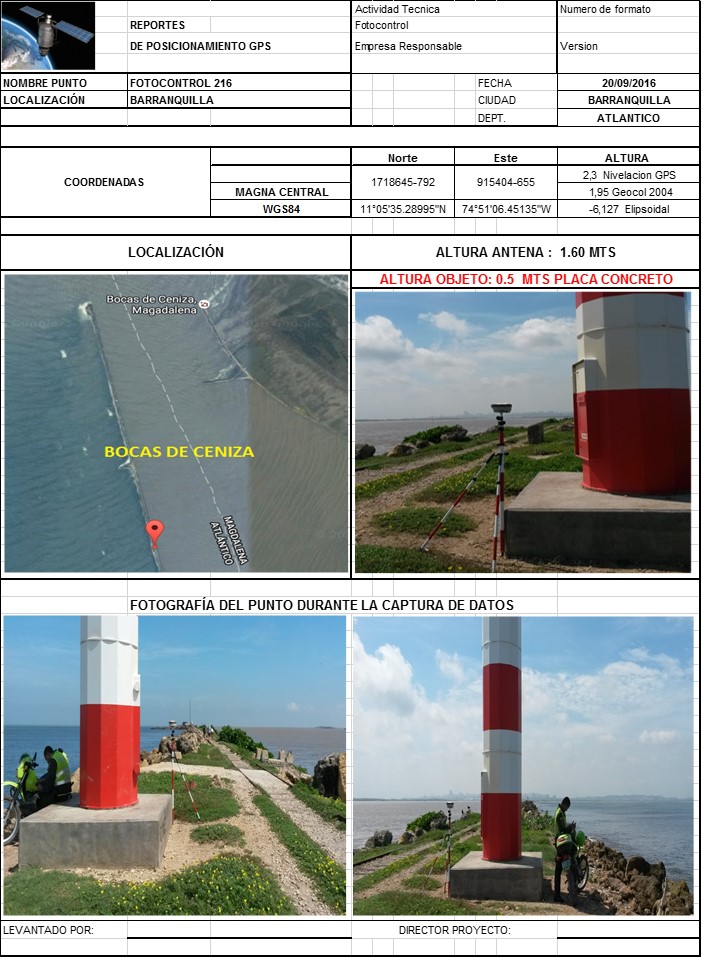 Actividad Tecnica
Numero de formato
REPORTES
Fotocontrol
DE POSICIONAMIENTO GPS
Empresa Responsable
Version
NOMBRE PUNTO
FOTOCONTROL 216
FECHA
20/09/2016
LOCALIZACIÓN
BARRANQUILLA
CIUDAD
BARRANQUILLA
DEPT.
ATLANTICO
COORDENADAS
Norte
Este
ALTURA
1718645-792
915404-655
2,3 Nivelacion GPS
MAGNA CENTRAL
1,95 Geocol 2004
WGS84
11°05'35.28995"N
74°51'06.45135"W
-6,127 Elipsoidal
LOCALIZACIÓN
ALTURA ANTENA : 1.60 MTS
ALTURA OBJETO: 0.5 MTS PLACA CONCRETO
Bocas de Ceniza,
Magadalena
BOCAS DE CENIZA
MAGDALENA
ATLÁNTICO
FOTOGRAFÍA DEL PUNTO DURANTE LA CAPTURA DE DATOS
LEVANTADO POR:
DIRECTOR PROYECTO: